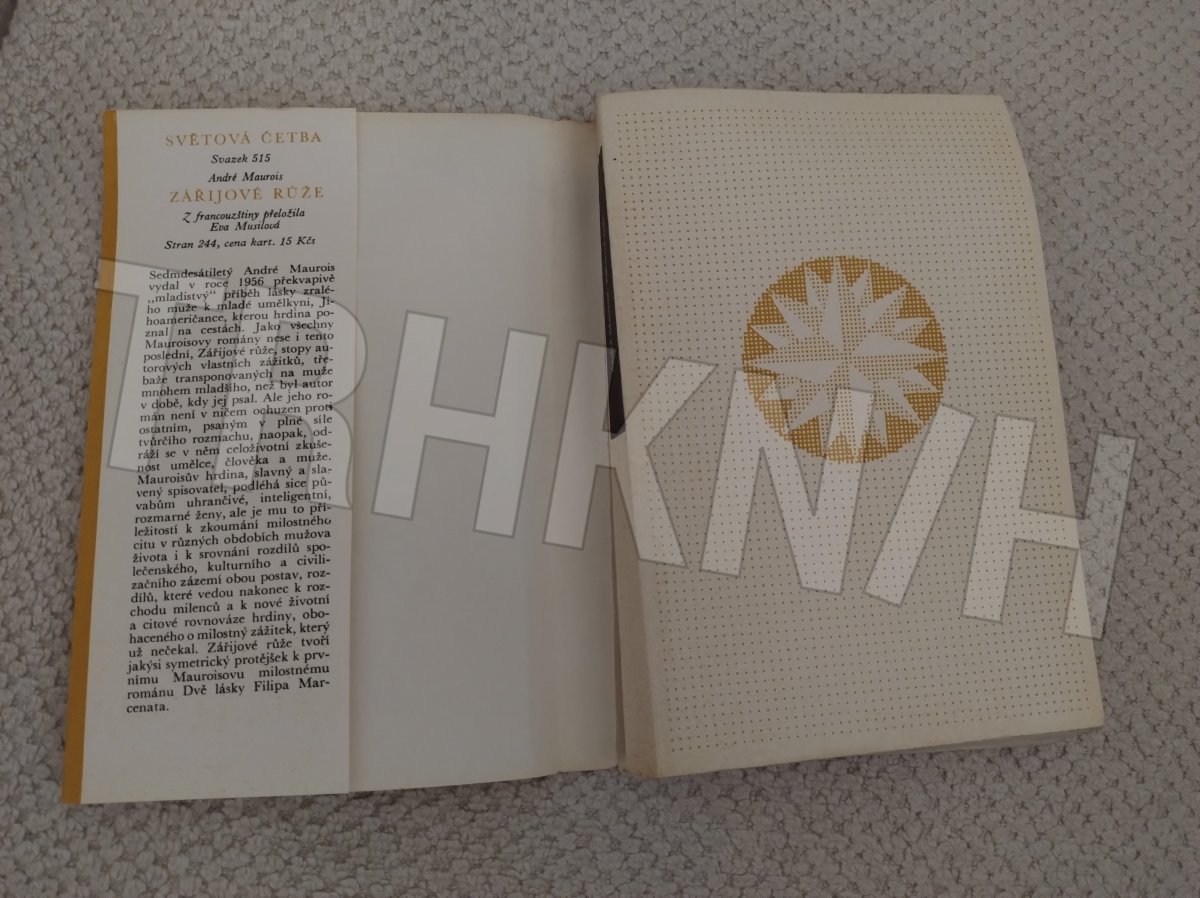 SVĚTOVÁ ČETBA
Svazek 515
André Maurois
ZÁŘIJOVÉ RŮŽE
Z francouzštiny přeložila
Eva Mustlová
Stran 244, cena kart. 15 Kčs
Sedmdesátiletý André Maurois
vydal v roce 1956 překvapivě
„mladistvý“ příběh lásky zralé-
ho muže k mladé umělkyni, Ji-
hoameričance, kterou hrdina po-
znal na cestách. Jako všechny
Mauroisovy romány nese i tento
poslední, Zářijové růže, stopy au-
torových vlastních zážitků, tře-
baže transponovaných na muže
mnohem mladšího, než byl autor
v době, kdy jej psal. Ale jeho ro-
mán není v ničem ochuzen proti
ostatním, psaným v plné síle
tvůrčího rozmachu, naopak, od-
ráží se v něm celoživotní zkuše-
nost umělce, člověka a muže.
Mauroisův hrdina, slavný a sla-
vený spisovatel, podléhá sice pů-
vabům uhrančivé, inteligentní,
rozmarné ženy, ale je mu to pří-
ležitostí k zkoumání milostného
citu v různých obdobích mužova
života i k srovnání rozdílů spo-
lečenského, kulturního a civili-
začního zázemí obou postav, roz-
dílů, které vedou nakonec k roz-
chodu milenců a k nové životní
a citové rovnováze hrdiny, obo-
haceného o milostný zážitek, který
už nečekal. Zářijové růže tvoří
jakýsi symetrický protějšek k prv-
nímu Mauroisovu milostnému
románu Dvě lásky Filipa Mar-
cenata.
TRHKNIH